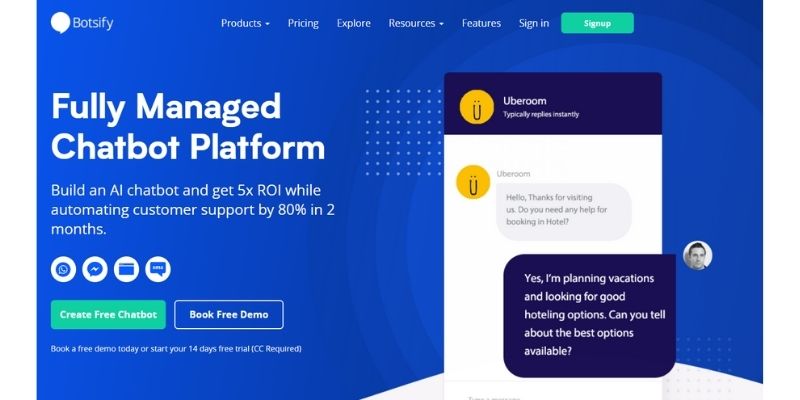 Botsify
Products
Pricing
Explore
Resources
Features
Sign in
Signup
Fully Managed
Chatbot Platform
Build an AI chatbot and get 5x ROI while
automating customer support by 80% in 2
months.
SMS
Create Free Chatbot
Book Free Demo
Book a free demo today or start your 14 days free trial (CC Required)
Ü
Uberoom
Typically replies instantly
Uberoom
Ü
Hello, Thanks for visiting
us. Do you need any help for
booking in Hotel?
Yes, I'm planning vacations
and looking for good
hoteling options. Can you tell
about the best options
available?
Type a message